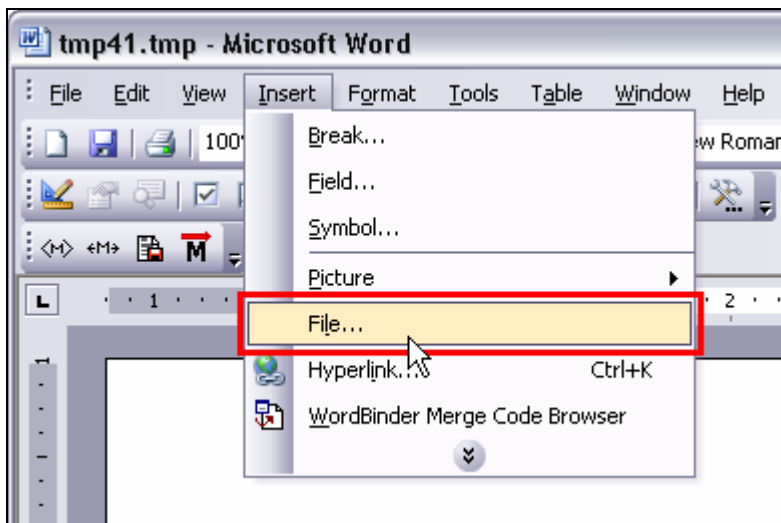 tmp41.tmp - Microsoft Word
File Edit View Insert Format Tools Table Window Help
100
Break...
w Roman
Field...
Symbol...
<M> «M» M
Picture
L 1 2
File...
Hyperlink... Ctrl+K
WordBinder Merge Code Browser